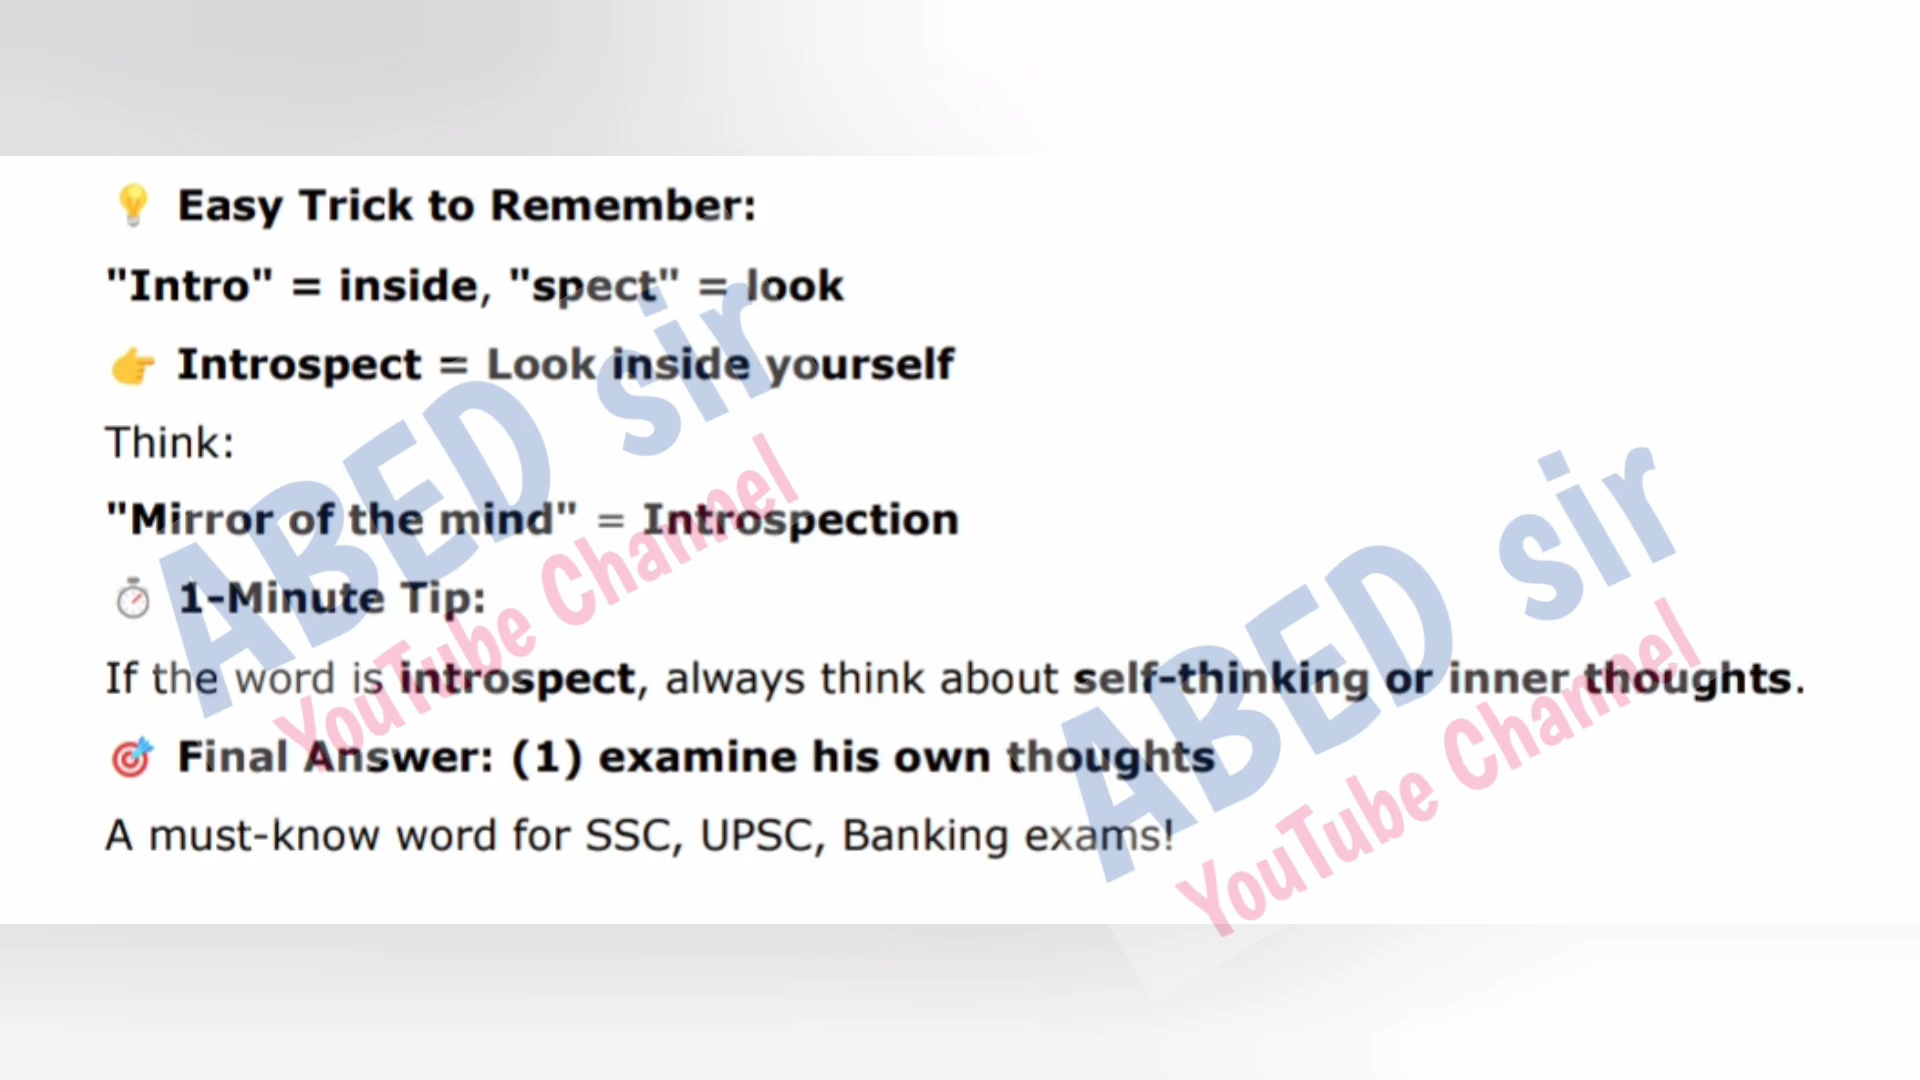 💡 Easy Trick to Remember:
"Intro" = inside, "spect" = look
👉 Introspect = Look inside yourself
Think:
"Mirror of the mind" = Introspection
⏱ 1-Minute Tip:
If the word is introspect, always think about self-thinking or inner thoughts.
🎯 Final Answer: (1) examine his own thoughts
A must-know word for SSC, UPSC, Banking exams!
ABED sir
YouTube Channel
ABED sir
YouTube Channel